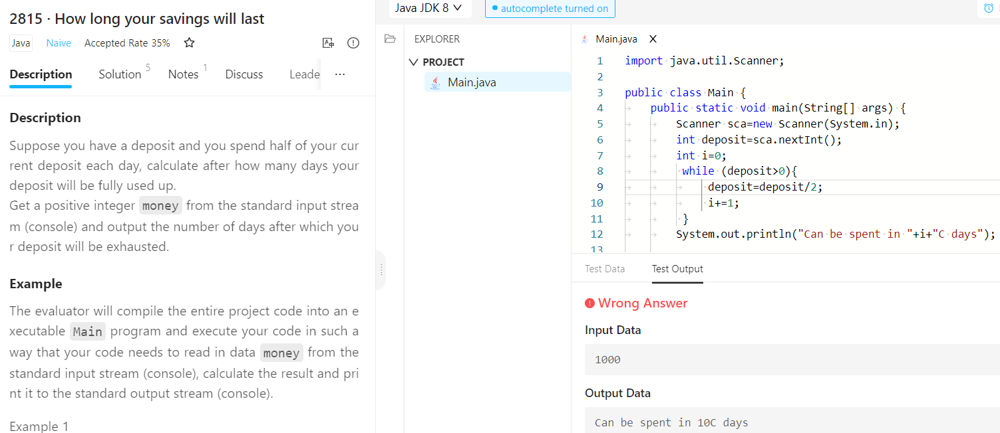 2815 · How long your savings will last
Java Naive Accepted Rate 35%
Description Solution 5 Notes 1 Discuss Leade ...
Description
Suppose you have a deposit and you spend half of your cur
rent deposit each day, calculate after how many days your
deposit will be fully used up.
Get a positive integer money from the standard input strea
m (console) and output the number of days after which you
r deposit will be exhausted.
Example
The evaluator will compile the entire project code into an e
xecutable Main program and execute your code in such a
way that your code needs to read in data money from the
standard input stream (console), calculate the result and pri
nt it to the standard output stream (console).
Example 1
Java JDK 8 autocomplete turned on
EXPLORER
PROJECT
Main.java
Main.java X
1 import java.util.Scanner;
2
3 public class Main {
4 public static void main(String[] args) {
5 Scanner sca=new Scanner(System.in);
6 int deposit=sca.nextInt();
7 int i=0;
8 while (deposit>0){
9 deposit=deposit/2;
10 i+=1;
11 }
12 System.out.println("Can be spent in "+i+"C days");
13
Test Data Test Output
Wrong Answer
Input Data
1000
Output Data
Can be spent in 10C days